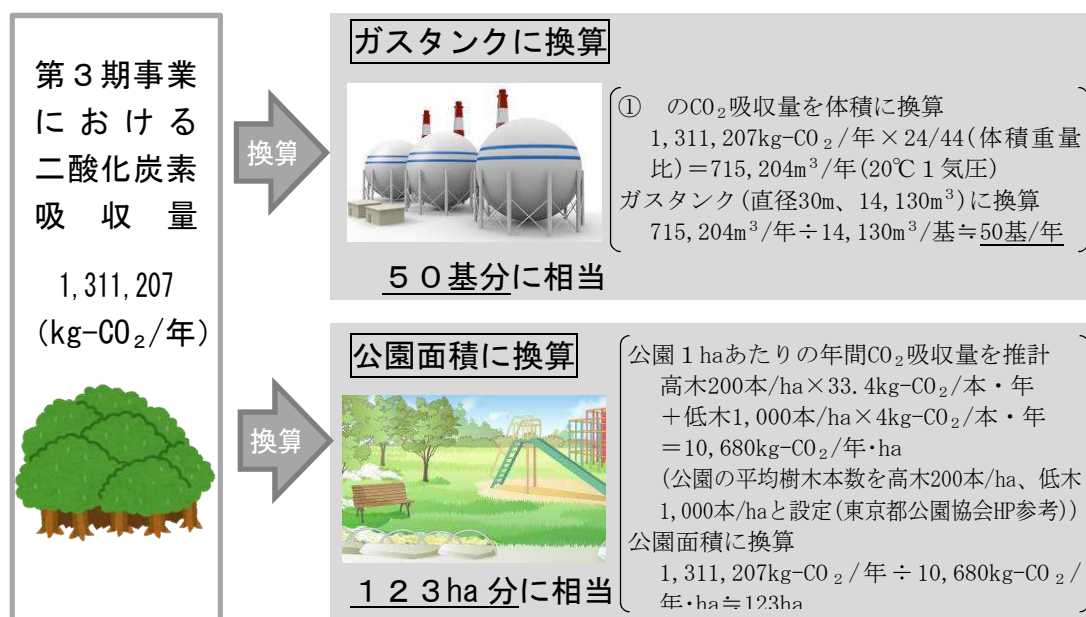 第３期事業
における
二酸化炭素
吸収量
1,311,207
(kg-CO₂/年)
換算
ガスタンクに換算
① のCO₂吸収量を体積に換算
1,311,207kg-CO₂/年×24/44(体積重量
比)＝715,204m³/年(20℃１気圧)
ガスタンク(直径30m、14,130m³)に換算
715,204m³/年÷14,130m³/基≒50基/年
５０基分に相当
換算
公園面積に換算
公園１haあたりの年間CO₂吸収量を推計
高木200本/ha×33.4kg-CO₂/本・年
＋低木1,000本/ha×4kg-CO₂/本・年
＝10,680kg-CO₂/年・ha
(公園の平均樹木本数を高木200本/ha、低木
1,000本/haと設定(東京都公園協会HP参考))
公園面積に換算
1,311,207kg-CO₂/年÷10,680kg-CO₂/
年・ha≒123ha
１２３ha 分に相当